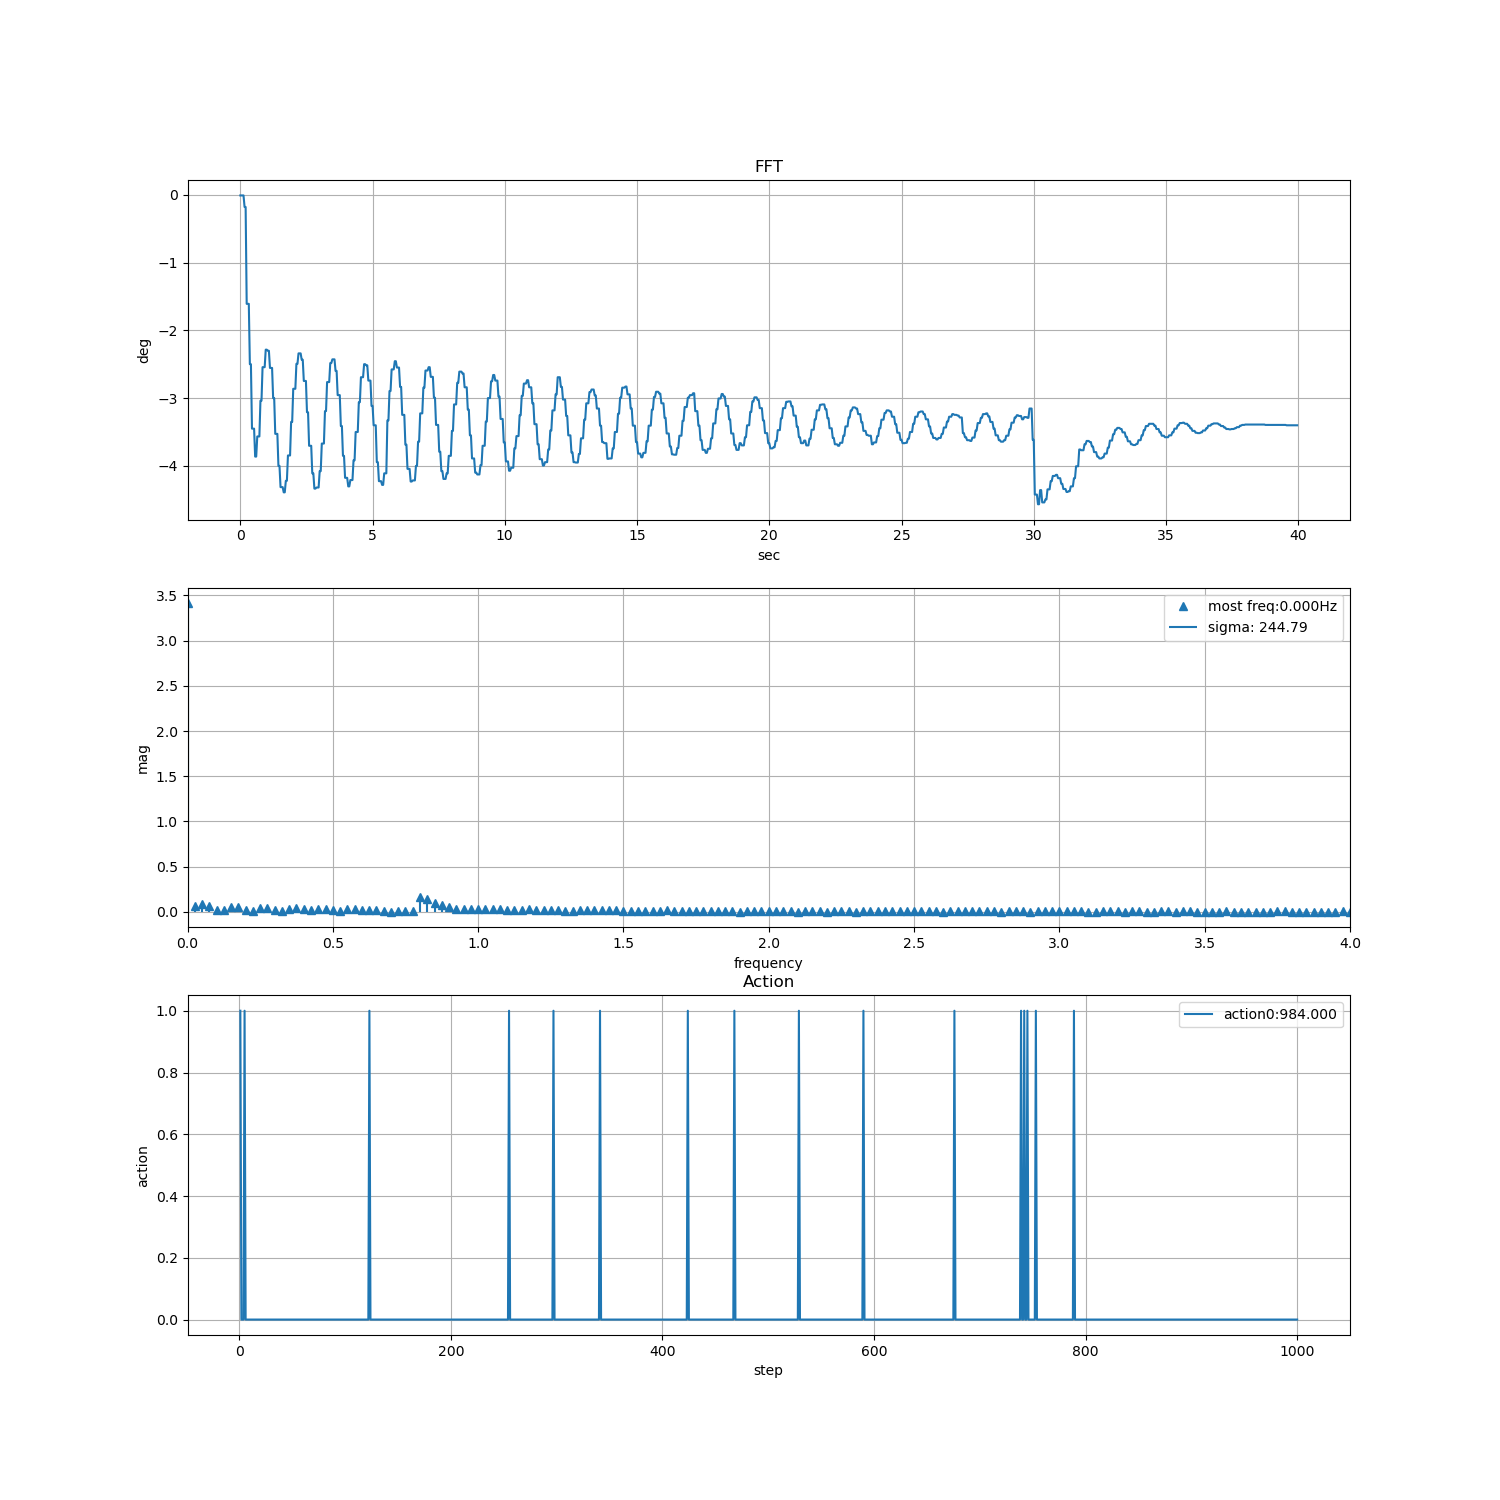 FFT
0
−1
−2
−3
−4
deg
0 5 10 15 20 25 30 35 40
sec
3.5
3.0
2.5
2.0
1.5
1.0
0.5
0.0
mag
most freq:0.000Hz
sigma: 244.79
0.0 0.5 1.0 1.5 2.0 2.5 3.0 3.5 4.0
frequency
Action
1.0
0.8
0.6
0.4
0.2
0.0
action
action0:984.000
0 200 400 600 800 1000
step